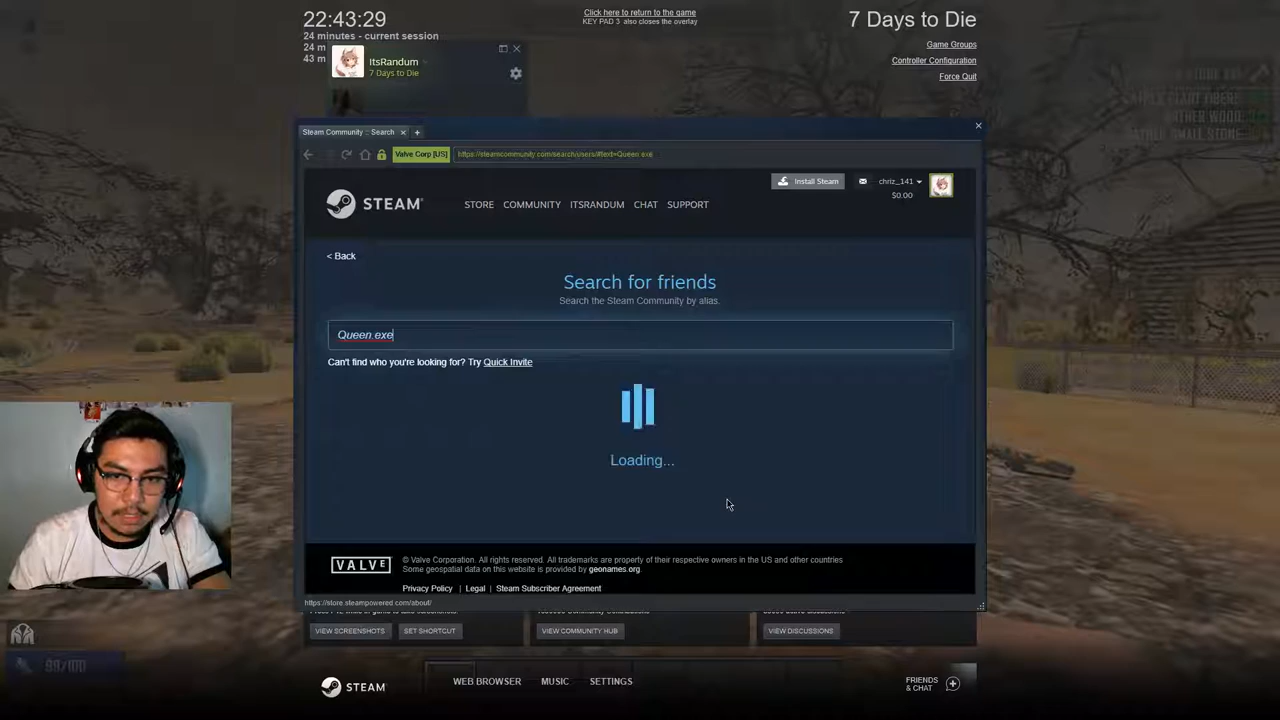 22:43:29
24 minutes - current session
24 m
43 m
Click here to return to the game
KEY PAD 3 also closes the overlay
7 Days to Die
Game Groups
Controller Configuration
Force Quit
ItsRandum
7 Days to Die
Steam Community :: Search
Valve Corp [US]
https://steamcommunity.com/search/users/#text=Queen.exe
Install Steam
chriz_141
$0.00
STEAM
STORE COMMUNITY ITSRANDUM CHAT SUPPORT
< Back
Search for friends
Search the Steam Community by alias.
Queen.exe
Can't find who you're looking for? Try Quick Invite
Loading...
VALVE
© Valve Corporation. All rights reserved. All trademarks are property of their respective owners in the US and other countries
Some geospatial data on this website is provided by geonames.org.
Privacy Policy | Legal | Steam Subscriber Agreement
https://store.steampowered.com/about/
VIEW SCREENSHOTS SET SHORTCUT VIEW COMMUNITY HUB VIEW DISCUSSIONS
99/100
STEAM
WEB BROWSER MUSIC SETTINGS
FRIENDS & CHAT